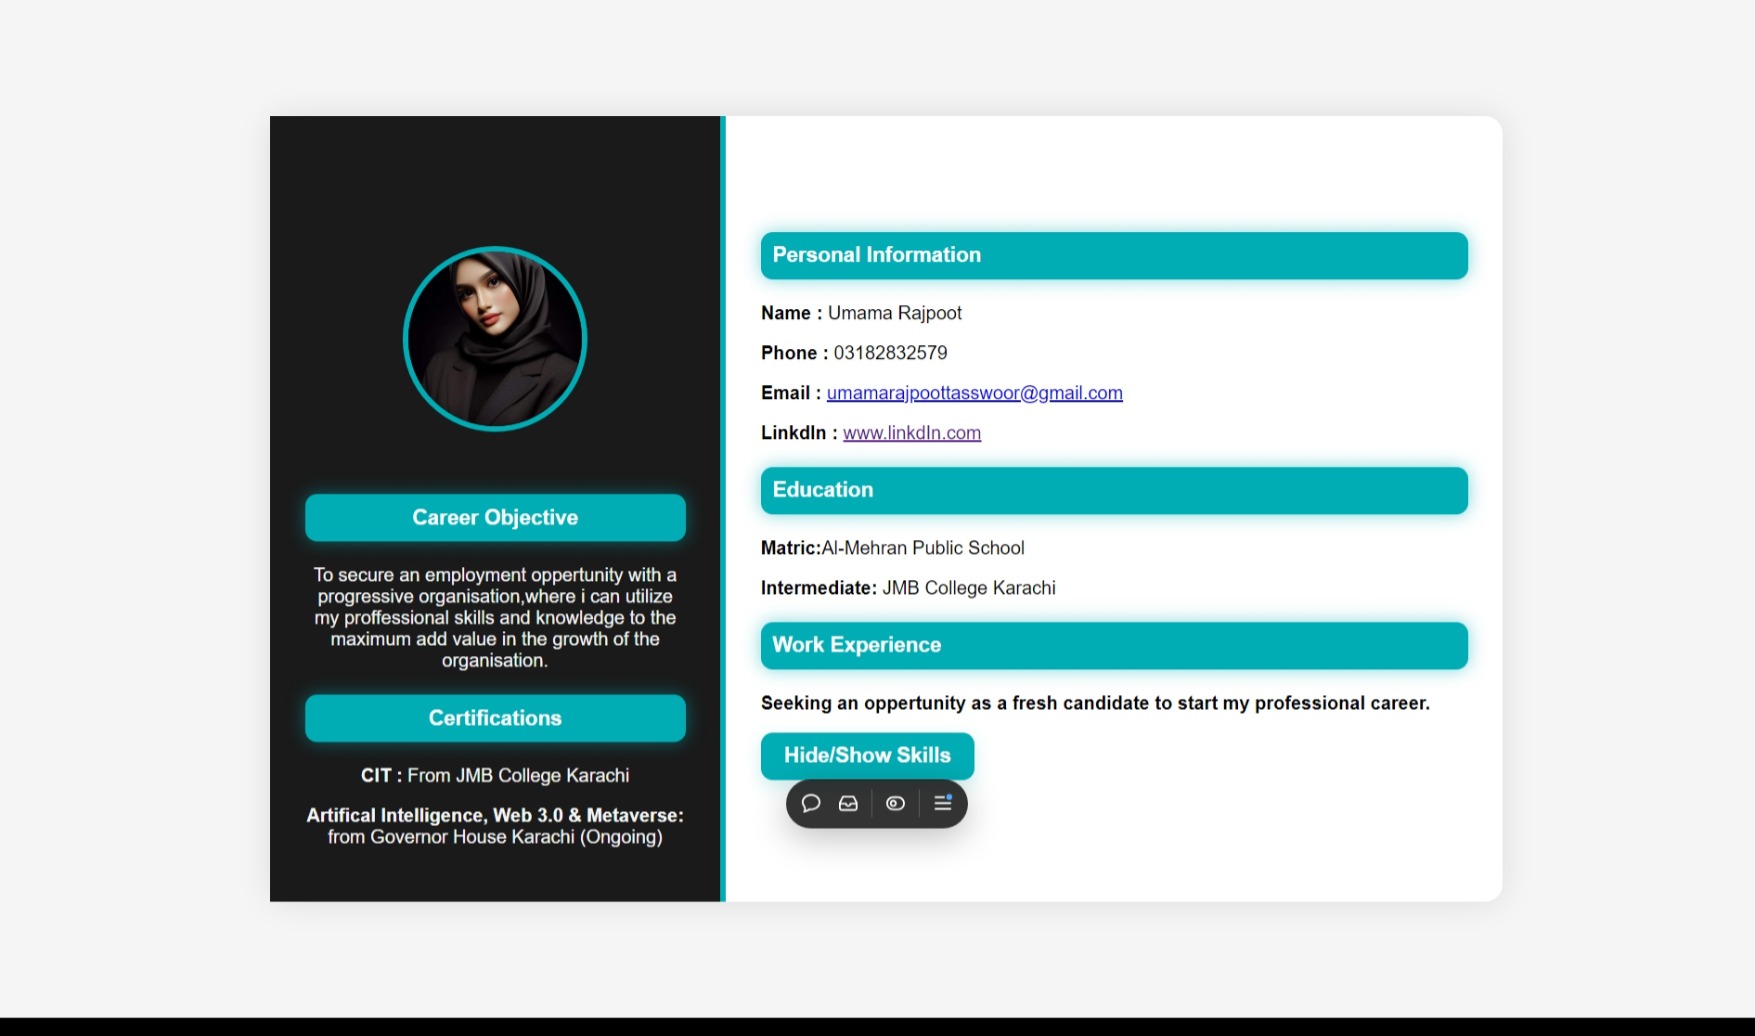 Career Objective
To secure an employment oppertunity with a
progressive organisation,where i can utilize
my proffessional skills and knowledge to the
maximum add value in the growth of the
organisation.
Certifications
CIT : From JMB College Karachi
Artifical Intelligence, Web 3.0 & Metaverse:
from Governor House Karachi (Ongoing)
Personal Information
Name : Umama Rajpoot
Phone : 03182832579
Email : umamarajpoottasswoor@gmail.com
LinkdIn : www.linkdIn.com
Education
Matric:Al-Mehran Public School
Intermediate: JMB College Karachi
Work Experience
Seeking an oppertunity as a fresh candidate to start my professional career.
Hide/Show Skills